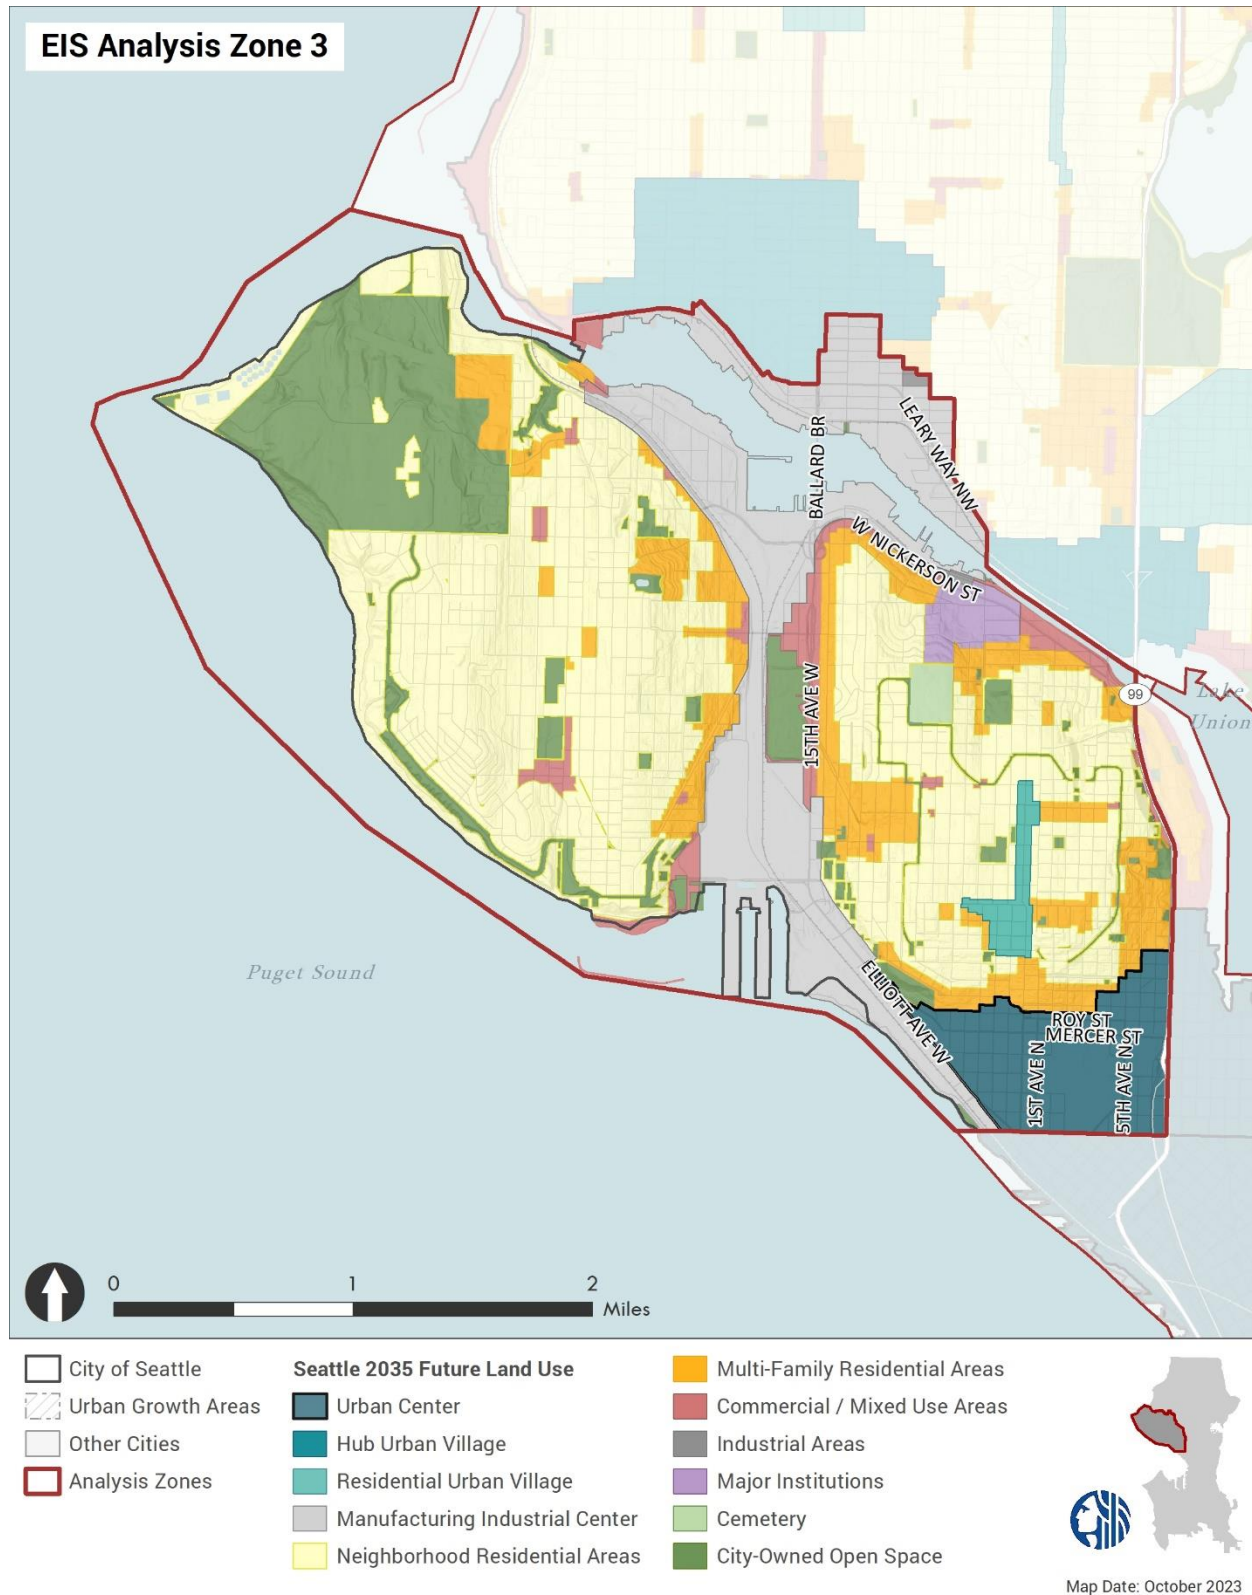 EIS Analysis Zone 3
BALLARD BR
LEARY WAY NW
W NICKERSON ST
15TH AVE W
99
Lake
Union
Puget Sound
ELLIOTT AVE W
ROY ST
MERCER ST
1ST AVE N
5TH AVE N
0 1 2
Miles
City of Seattle
Urban Growth Areas
Other Cities
Analysis Zones
Seattle 2035 Future Land Use
Urban Center
Hub Urban Village
Residential Urban Village
Manufacturing Industrial Center
Neighborhood Residential Areas
Multi-Family Residential Areas
Commercial / Mixed Use Areas
Industrial Areas
Major Institutions
Cemetery
City-Owned Open Space
Map Date: October 2023